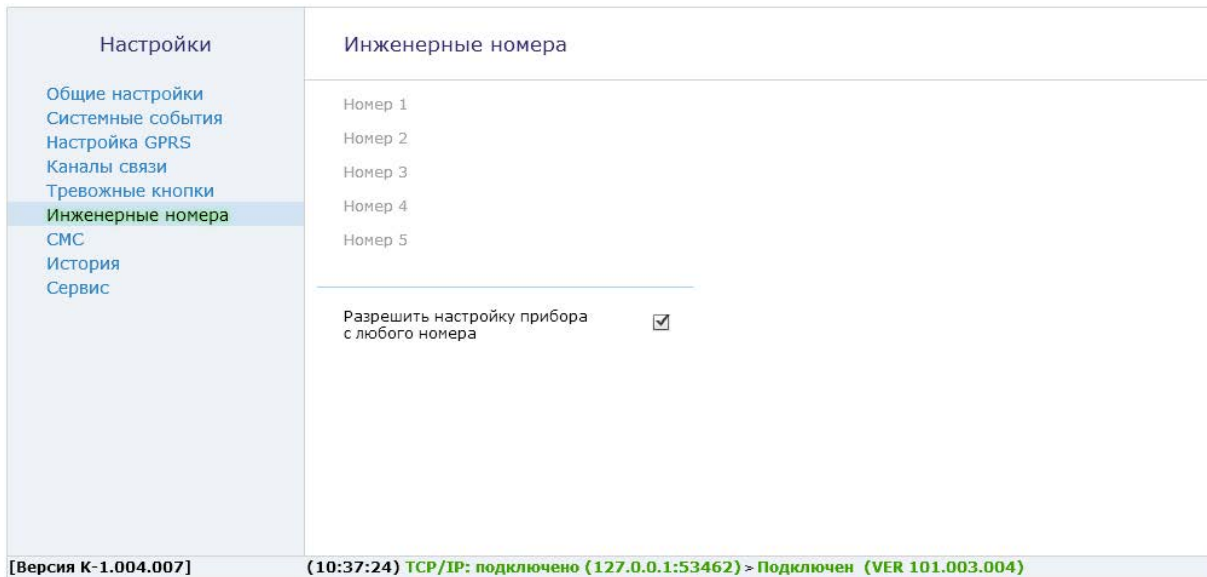 Настройки
Общие настройки
Системные события
Настройка GPRS
Каналы связи
Тревожные кнопки
Инженерные номера
СМС
История
Сервис
Инженерные номера
Номер 1
Номер 2
Номер 3
Номер 4
Номер 5
Разрешить настройку прибора
с любого номера
[Версия K-1.004.007] (10:37:24) TCP/IP: подключено (127.0.0.1:53462) > Подключен (VER 101.003.004)